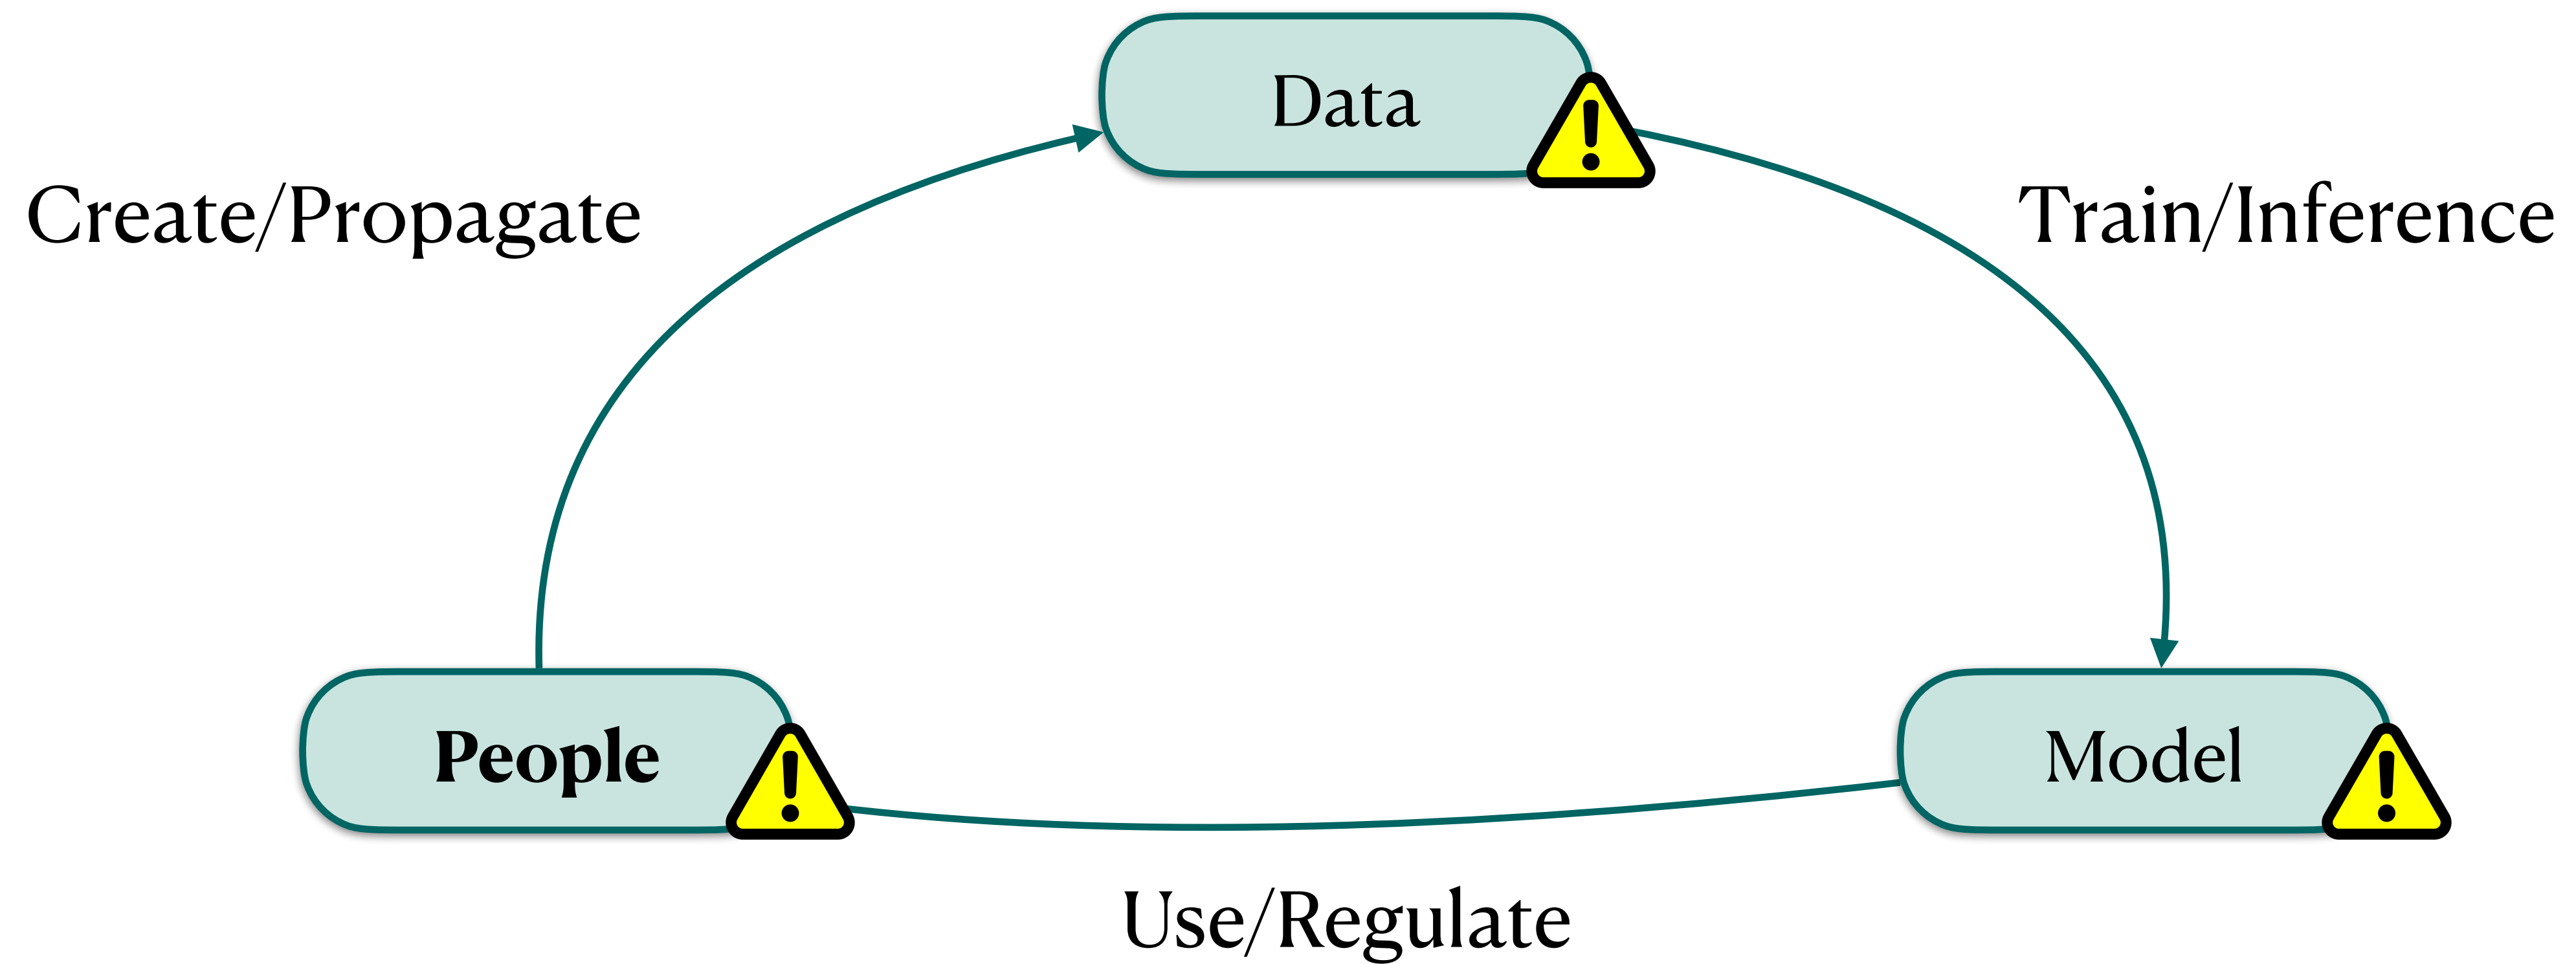 Data
Create/Propagate
Train/Inference
People
Model
Use/Regulate